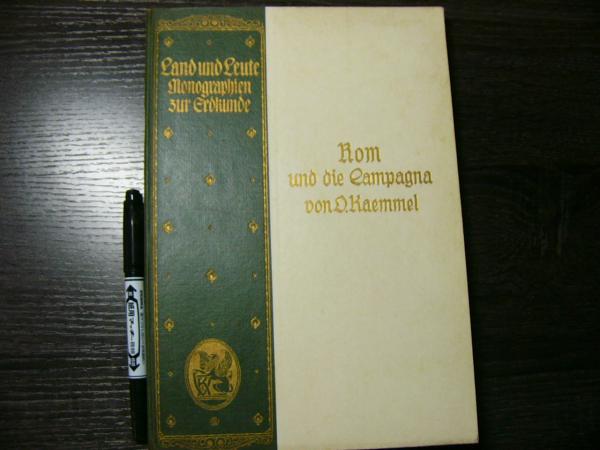 Land und Leute
Monographien
zur Erdkunde
Rom
und die Campagna
von O. Kaemmel